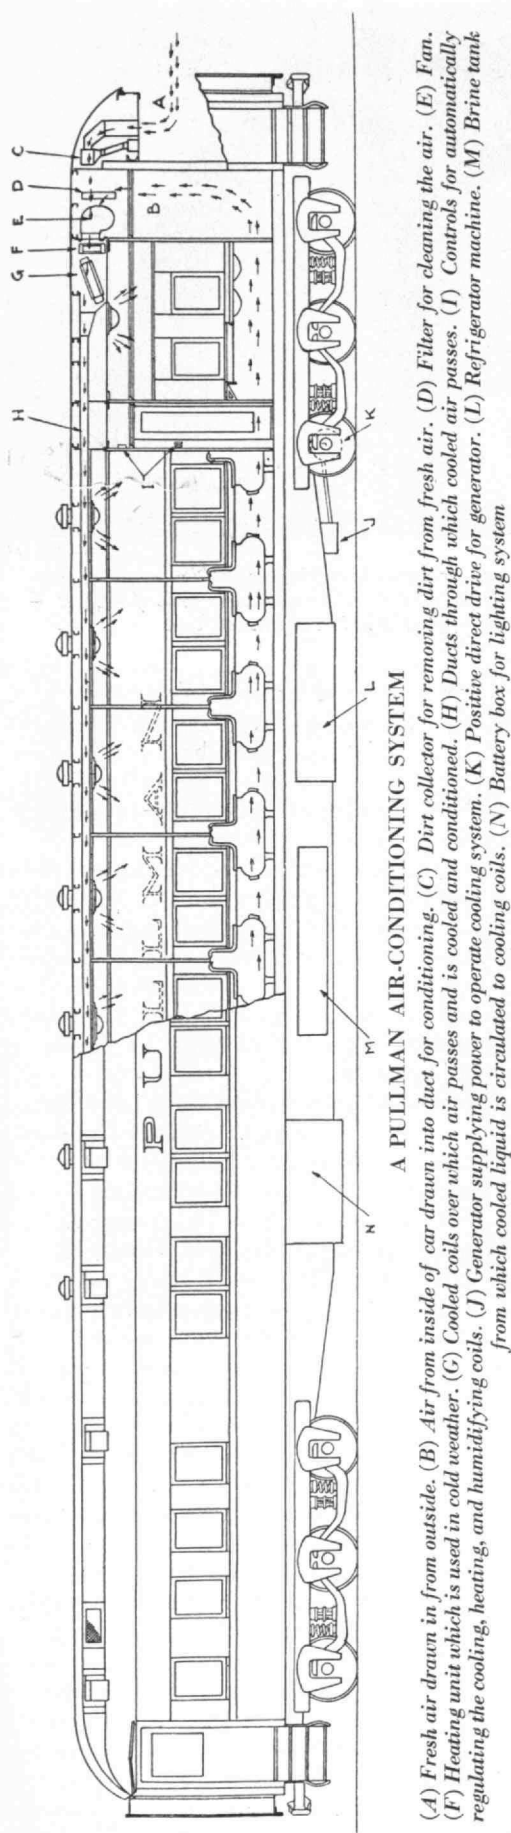 A
C
D
E
F
G
B
H
I
J
K
L
M
N
PULLMAN
A PULLMAN AIR-CONDITIONING SYSTEM
(A) Fresh air drawn in from outside. (B) Air from inside of car drawn into duct for conditioning. (C) Dirt collector for removing dirt from fresh air. (D) Filter for cleaning the air. (E) Fan.
(F) Heating unit which is used in cold weather. (G) Cooled coils over which air passes and is cooled and conditioned. (H) Ducts through which cooled air passes. (I) Controls for automatically
regulating the cooling, heating, and humidifying coils. (J) Generator supplying power to operate cooling system. (K) Positive direct drive for generator. (L) Refrigerator machine. (M) Brine tank
from which cooled liquid is circulated to cooling coils. (N) Battery box for lighting system